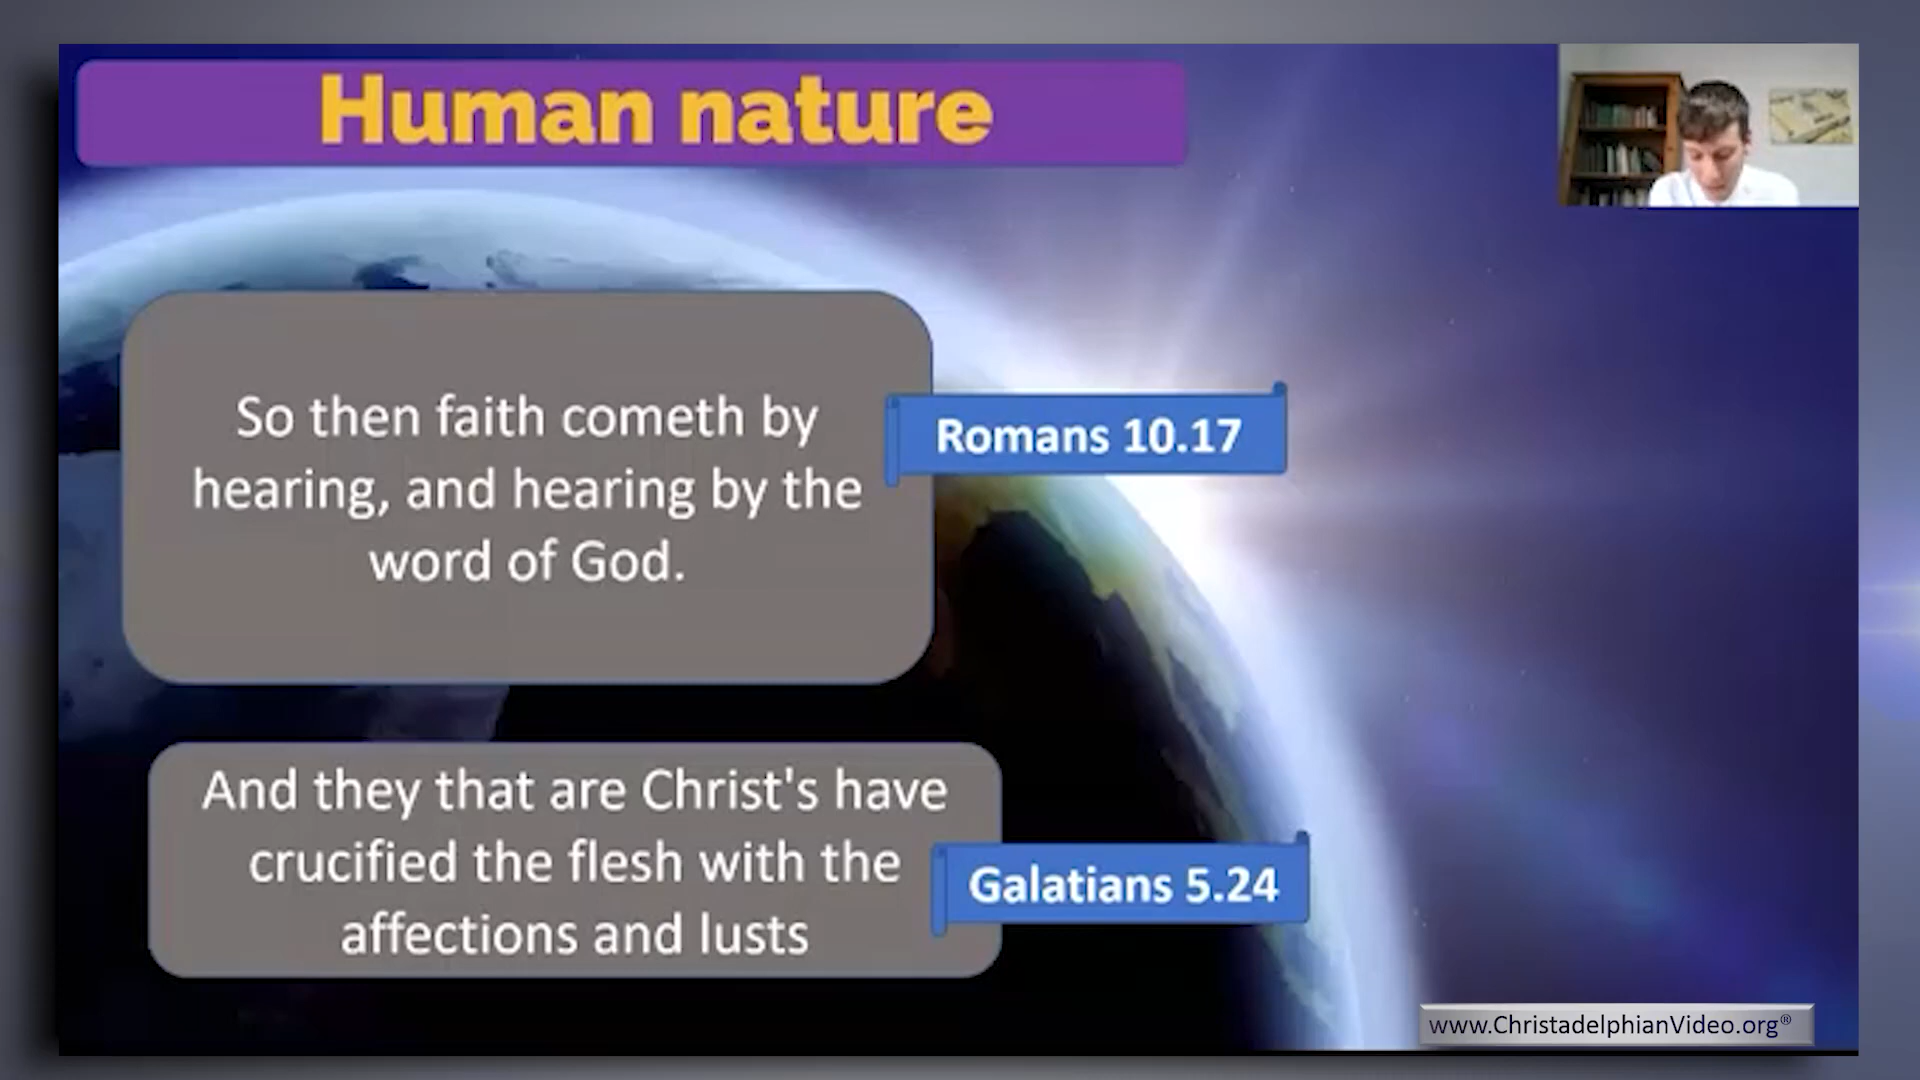 Human nature
So then faith cometh by
hearing, and hearing by the
word of God.
Romans 10.17
And they that are Christ's have
crucified the flesh with the
affections and lusts
Galatians 5.24
www.ChristadelphianVideo.org®